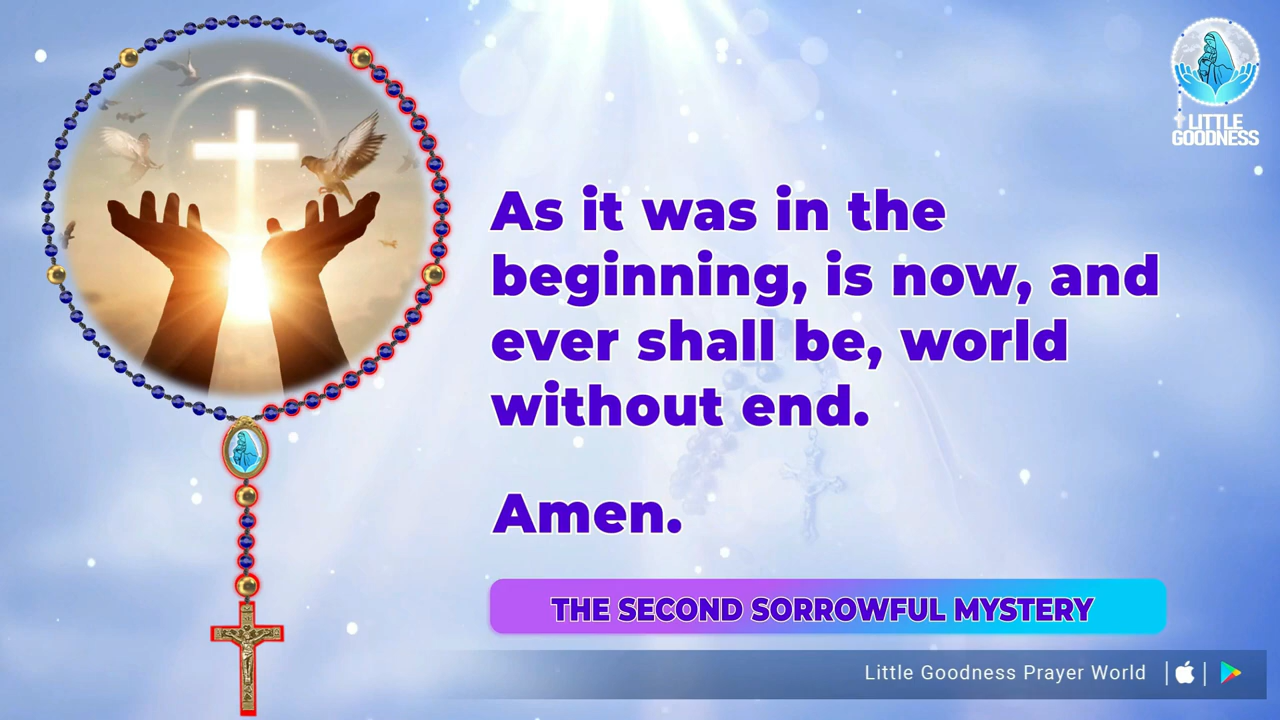 LITTLE
GOODNESS
As it was in the
beginning, is now, and
ever shall be, world
without end.
Amen.
THE SECOND SORROWFUL MYSTERY
Little Goodness Prayer World